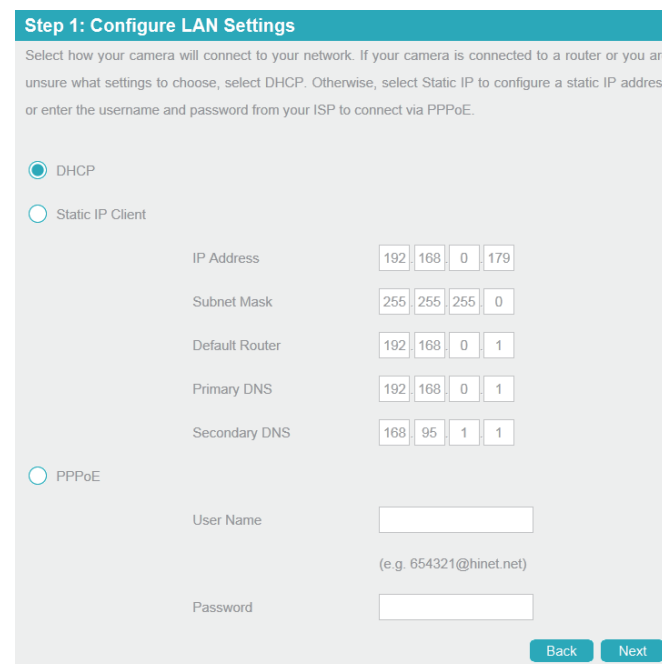 Step 1: Configure LAN Settings
Select how your camera will connect to your network. If your camera is connected to a router or you ar
unsure what settings to choose, select DHCP. Otherwise, select Static IP to configure a static IP addres
or enter the username and password from your ISP to connect via PPPoE.
DHCP
Static IP Client
IP Address 192 . 168 . 0 . 179
Subnet Mask 255 . 255 . 255 . 0
Default Router 192 . 168 . 0 . 1
Primary DNS 192 . 168 . 0 . 1
Secondary DNS 168 . 95 . 1 . 1
PPPoE
User Name
(e.g. 654321@hinet.net)
Password
Back Next